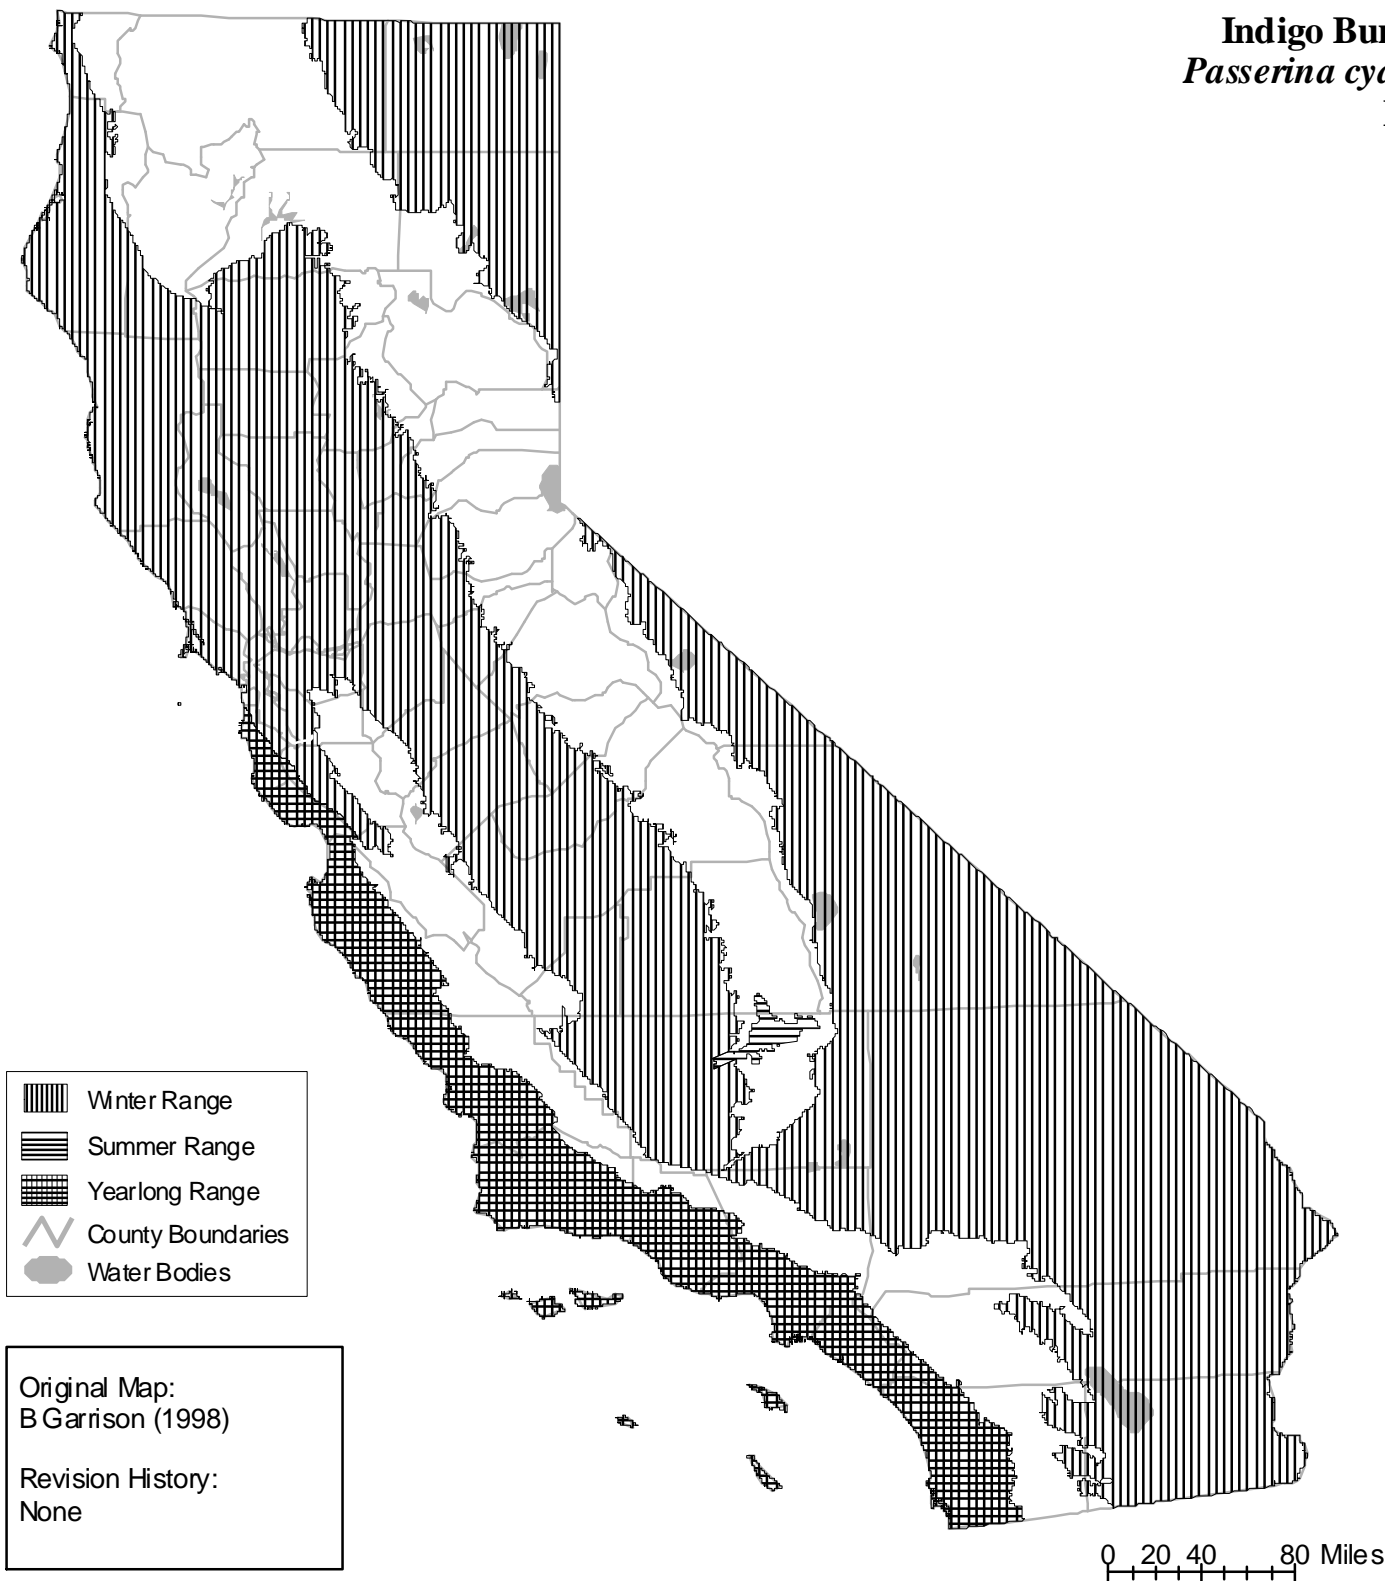 Indigo Bur
Passerina cya
Winter Range
Summer Range
Yearlong Range
County Boundaries
Water Bodies
Original Map:
B Garrison (1998)
Revision History:
None
0 20 40 80 Miles